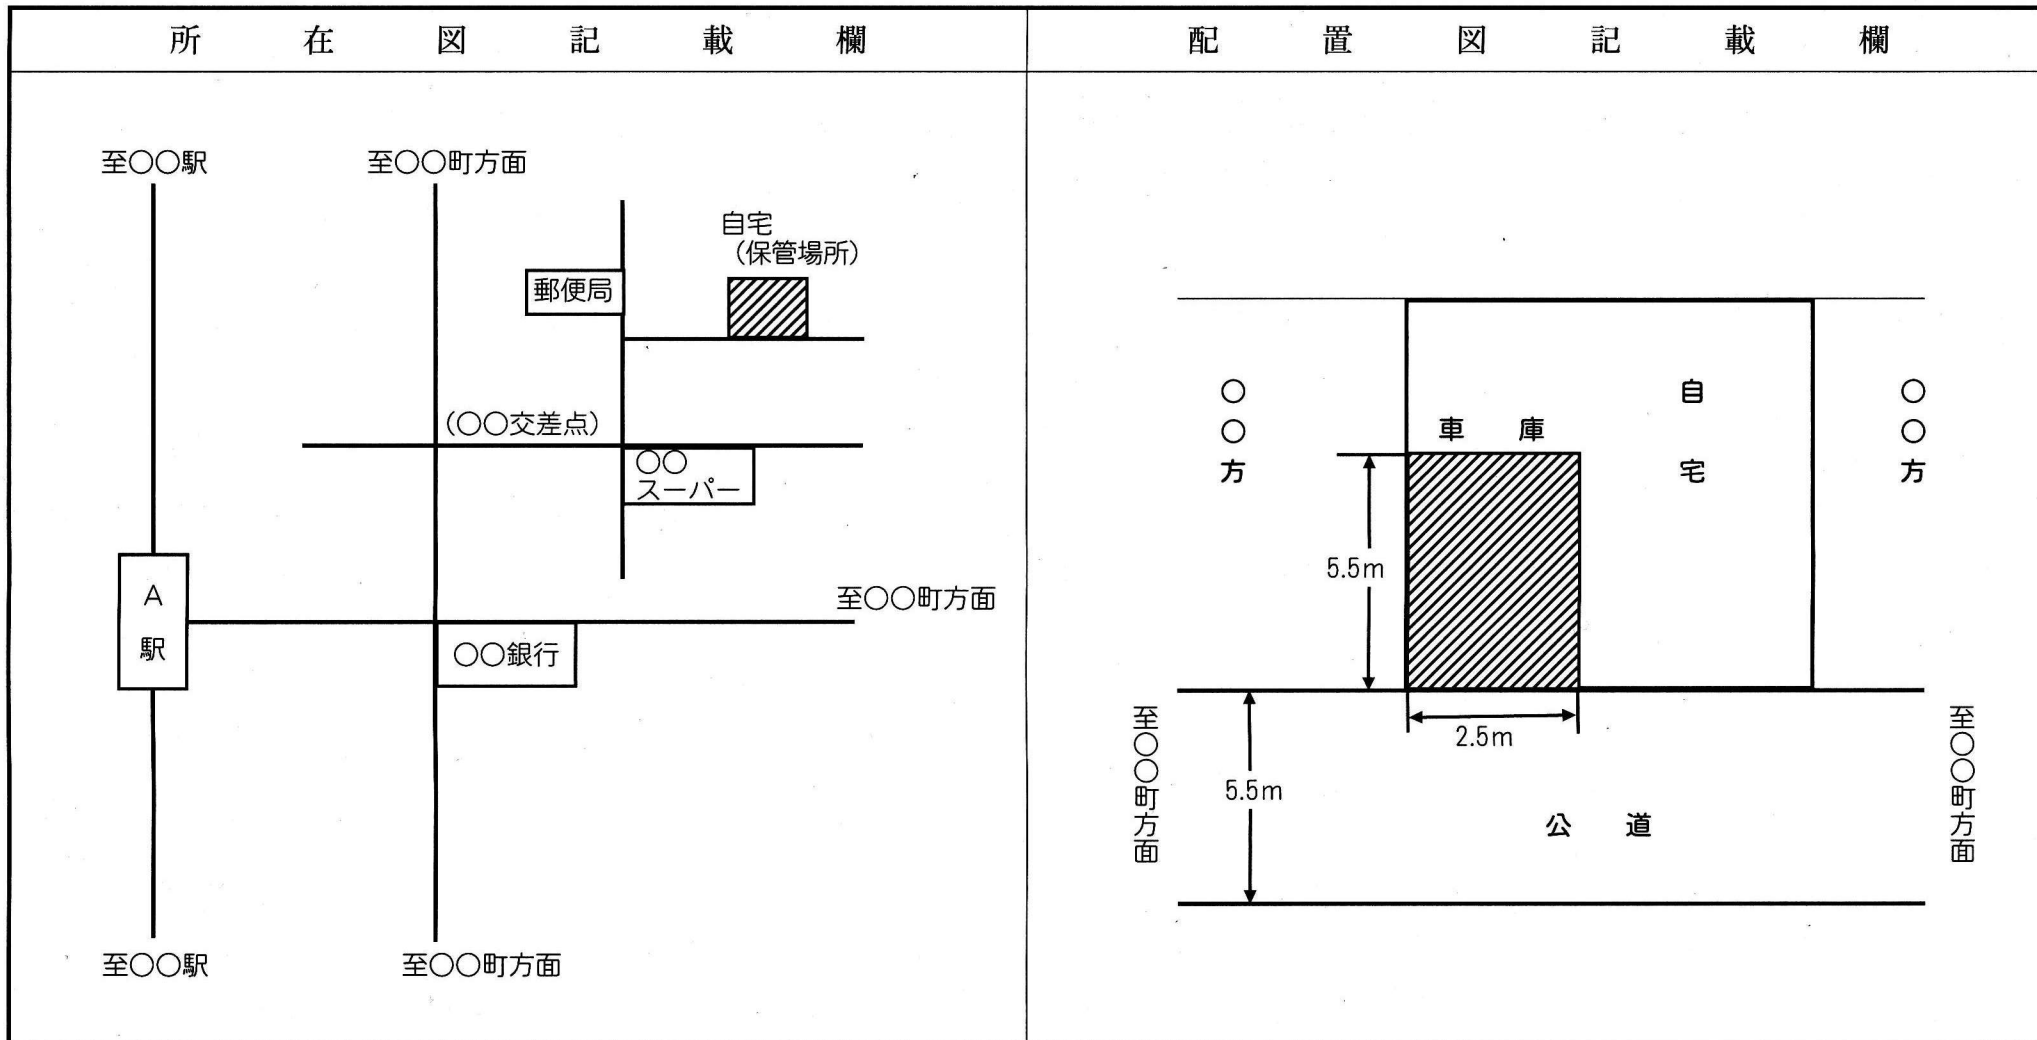 所在図記載欄
至○○駅
至○○町方面
自宅
(保管場所)
郵便局
(○○交差点)
○○
スーパー
A
駅
至○○町方面
○○銀行
至○○駅
至○○町方面
配置図記載欄
○○方
車庫
自宅
○○方
5.5m
2.5m
至○○町方面
5.5m
公道
至○○町方面